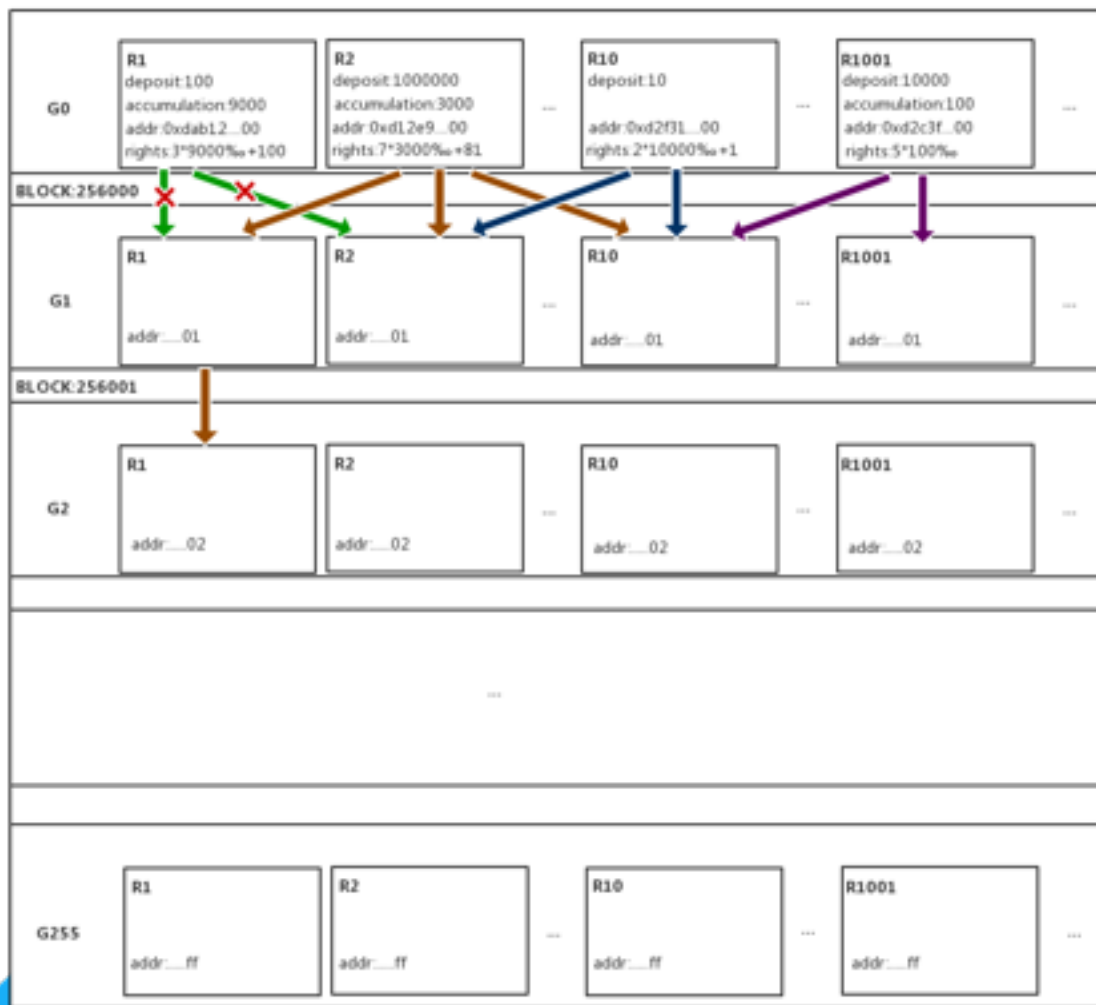 G0
R1
deposit:100
accumulation:9000
addr:0xdab12...00
rights:3*9000‱+100
R2
deposit:1000000
accumulation:3000
addr:0xd12e9...00
rights:7*3000‱+81
...
R10
deposit:10
addr:0xd2f31...00
rights:2*10000‱+1
...
R1001
deposit:10000
accumulation:100
addr:0xd2c3f...00
rights:5*100‱
...
BLOCK:256000
G1
R1
addr:....01
R2
addr:....01
...
R10
addr:....01
...
R1001
addr:....01
...
BLOCK:256001
G2
R1
addr:....02
R2
addr:....02
...
R10
addr:....02
...
R1001
addr:....02
...
...
G255
R1
addr:....ff
R2
addr:....ff
...
R10
addr:....ff
...
R1001
addr:....ff
...